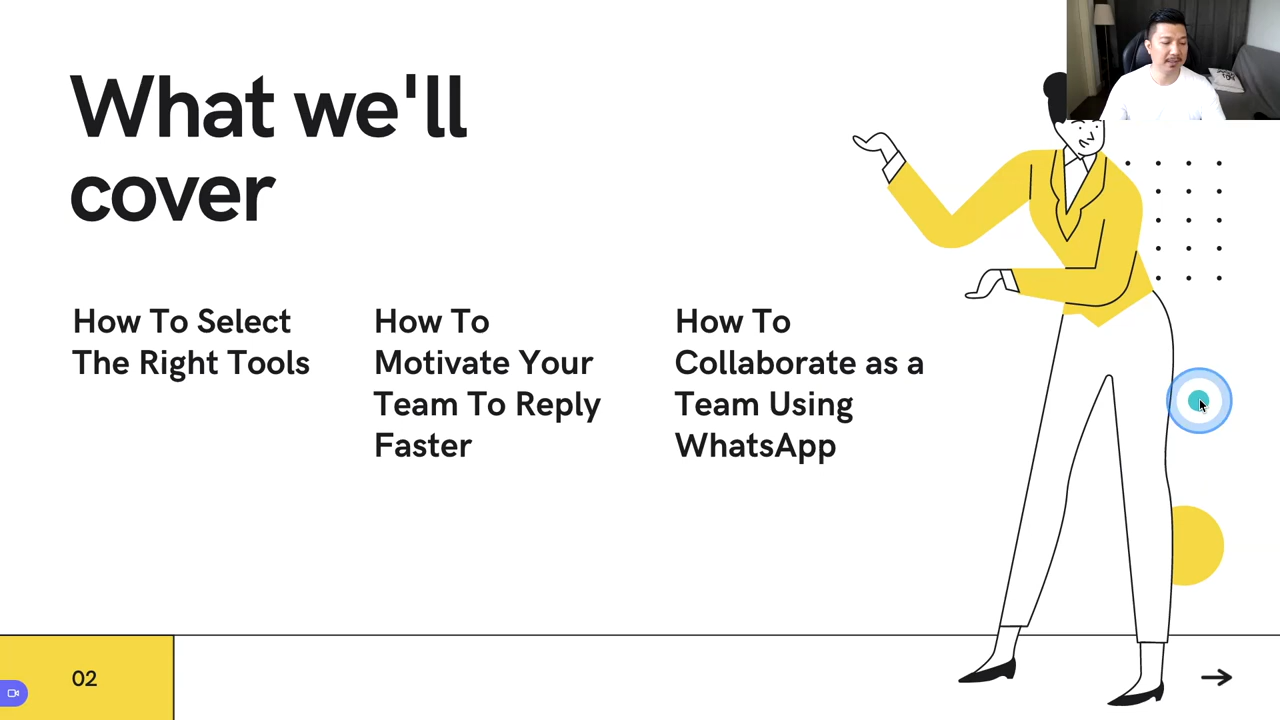 What we'll
cover
How To Select
The Right Tools
How To
Motivate Your
Team To Reply
Faster
How To
Collaborate as a
Team Using
WhatsApp
02